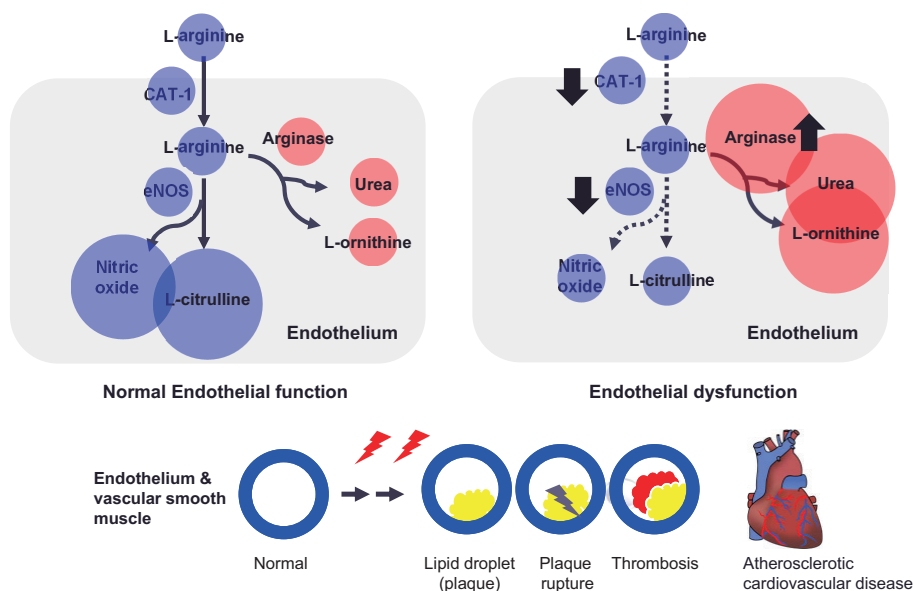 L-arginine
CAT-1
L-arginine
Arginase
eNOS
Urea
L-ornithine
Nitric
oxide
L-citrulline
Endothelium
Normal Endothelial function
L-arginine
CAT-1
L-arginine
Arginase
eNOS
Urea
L-ornithine
Nitric
oxide
L-citrulline
Endothelium
Endothelial dysfunction
Endothelium &
vascular smooth
muscle
Normal
Lipid droplet
(plaque)
Plaque
rupture
Thrombosis
Atherosclerotic
cardiovascular disease